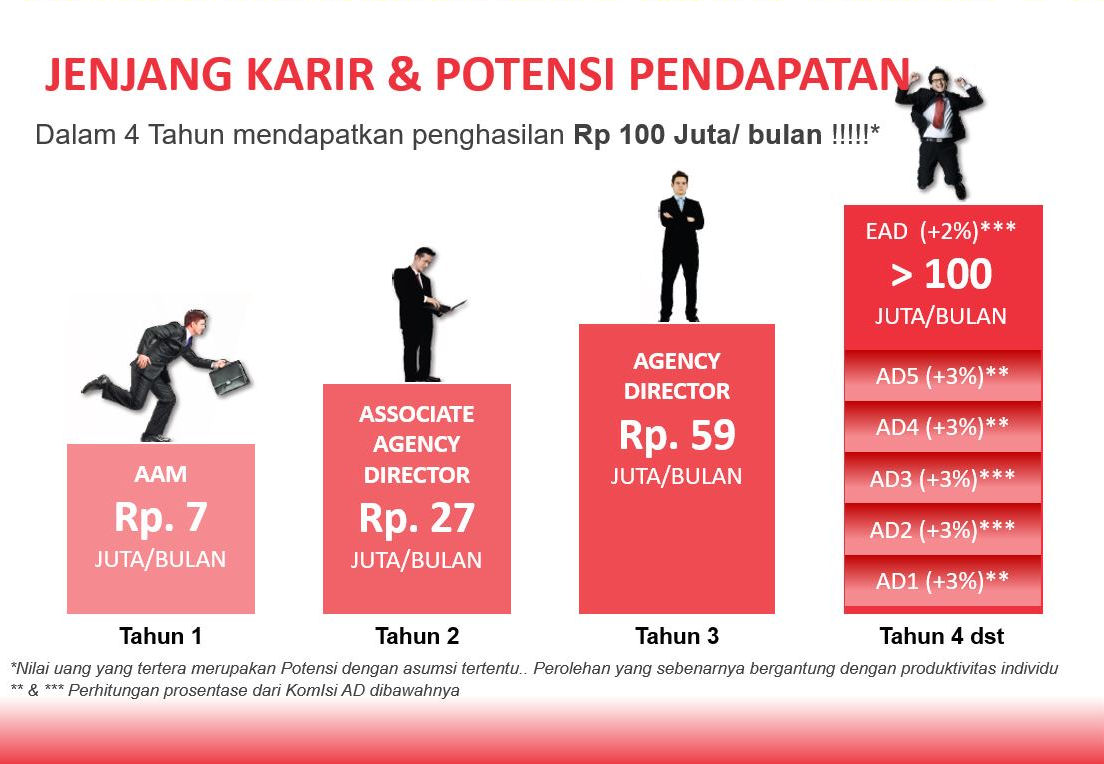 JENJANG KARIR & POTENSI PENDAPATAN
Dalam 4 Tahun mendapatkan penghasilan Rp 100 Juta/ bulan !!!!!*
AAM
Rp. 7
JUTA/BULAN
Tahun 1
ASSOCIATE
AGENCY
DIRECTOR
Rp. 27
JUTA/BULAN
Tahun 2
AGENCY
DIRECTOR
Rp. 59
JUTA/BULAN
Tahun 3
EAD (+2%)***
> 100
JUTA/BULAN
AD5 (+3%)**
AD4 (+3%)**
AD3 (+3%)***
AD2 (+3%)***
AD1 (+3%)**
Tahun 4 dst
*Nilai uang yang tertera merupakan Potensi dengan asumsi tertentu.. Perolehan yang sebenarnya bergantung dengan produktivitas individu
** & *** Perhitungan prosentase dari KomIsi AD dibawahnya